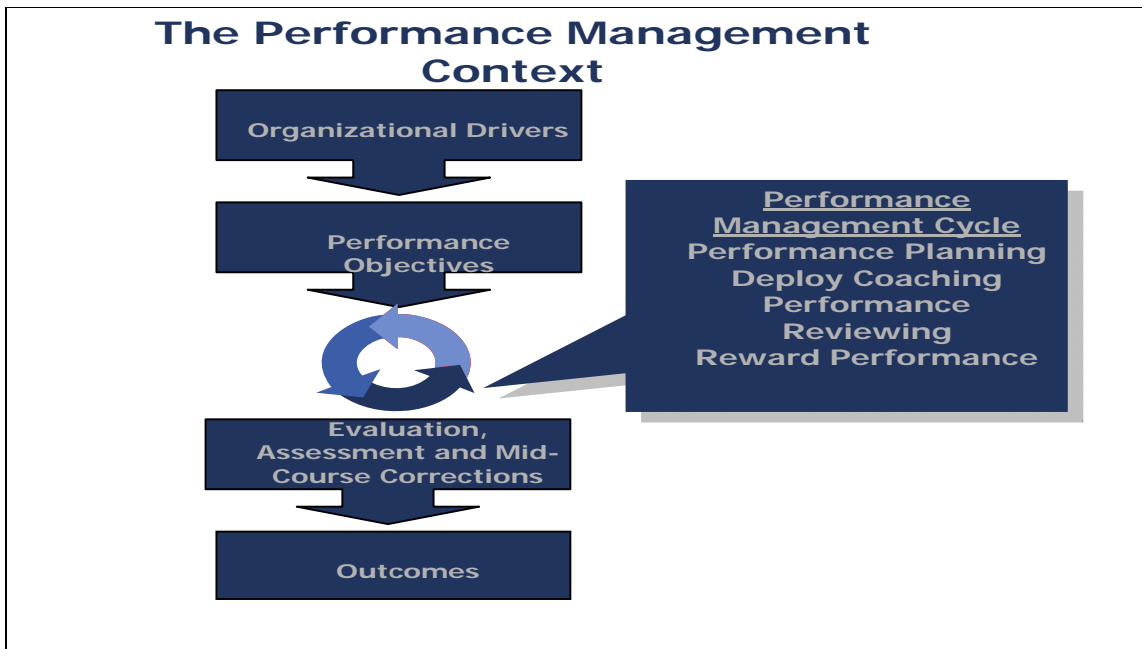 The Performance Management
Context
Organizational Drivers
Performance
Objectives
Performance
Management Cycle
Performance Planning
Deploy Coaching
Performance
Reviewing
Reward Performance
Evaluation,
Assessment and Mid-
Course Corrections
Outcomes